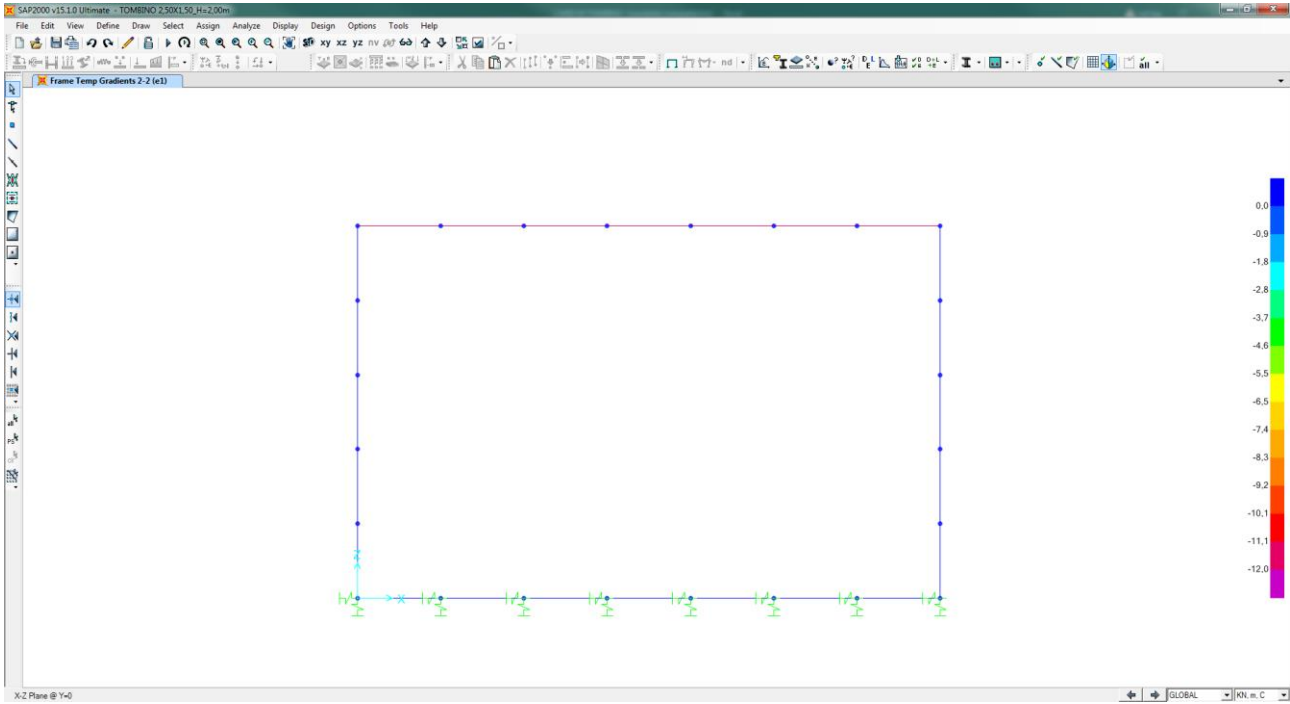 SAP2000 v15.1.0 Ultimate - TOMBINO 2,50X1,50_H=2,00m
File Edit View Define Draw Select Assign Analyze Display Design Options Tools Help
xy xz yz nv
nd
all
Frame Temp Gradients 2-2 (e1)
0,0
-0,9
-1,8
-2,8
-3,7
-4,6
-5,5
-6,5
-7,4
-8,3
-9,2
-10,1
-11,1
-12,0
Z
X
X-Z Plane @ Y=0
GLOBAL
KN, m, C